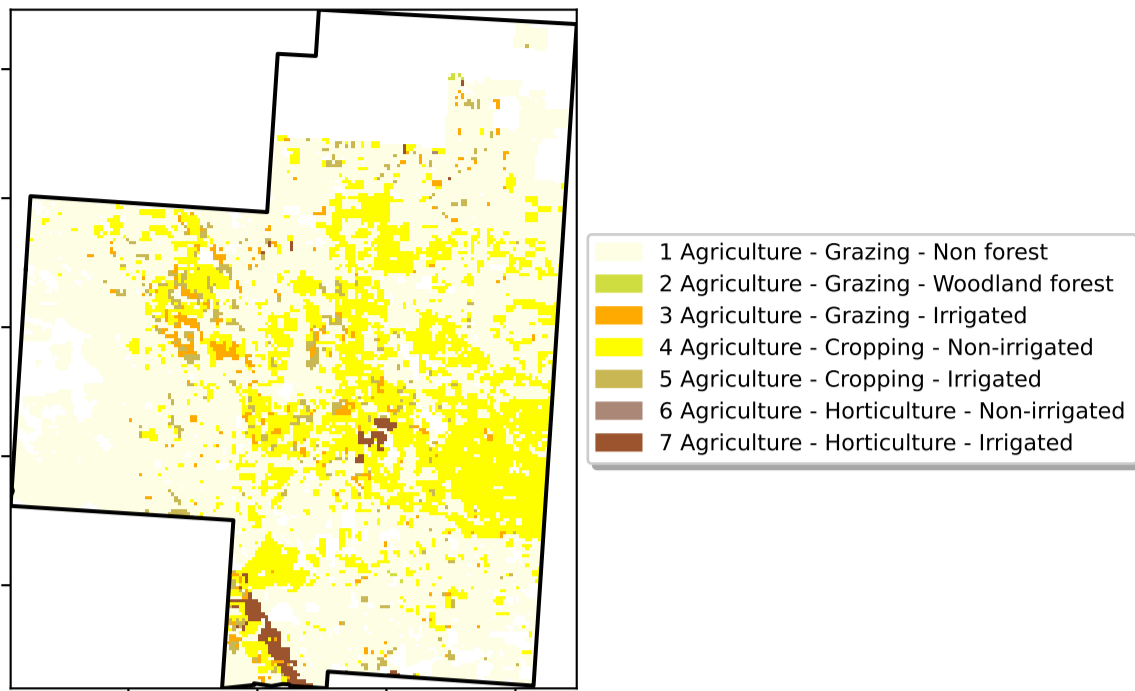 1 Agriculture - Grazing - Non forest
2 Agriculture - Grazing - Woodland forest
3 Agriculture - Grazing - Irrigated
4 Agriculture - Cropping - Non-irrigated
5 Agriculture - Cropping - Irrigated
6 Agriculture - Horticulture - Non-irrigated
7 Agriculture - Horticulture - Irrigated